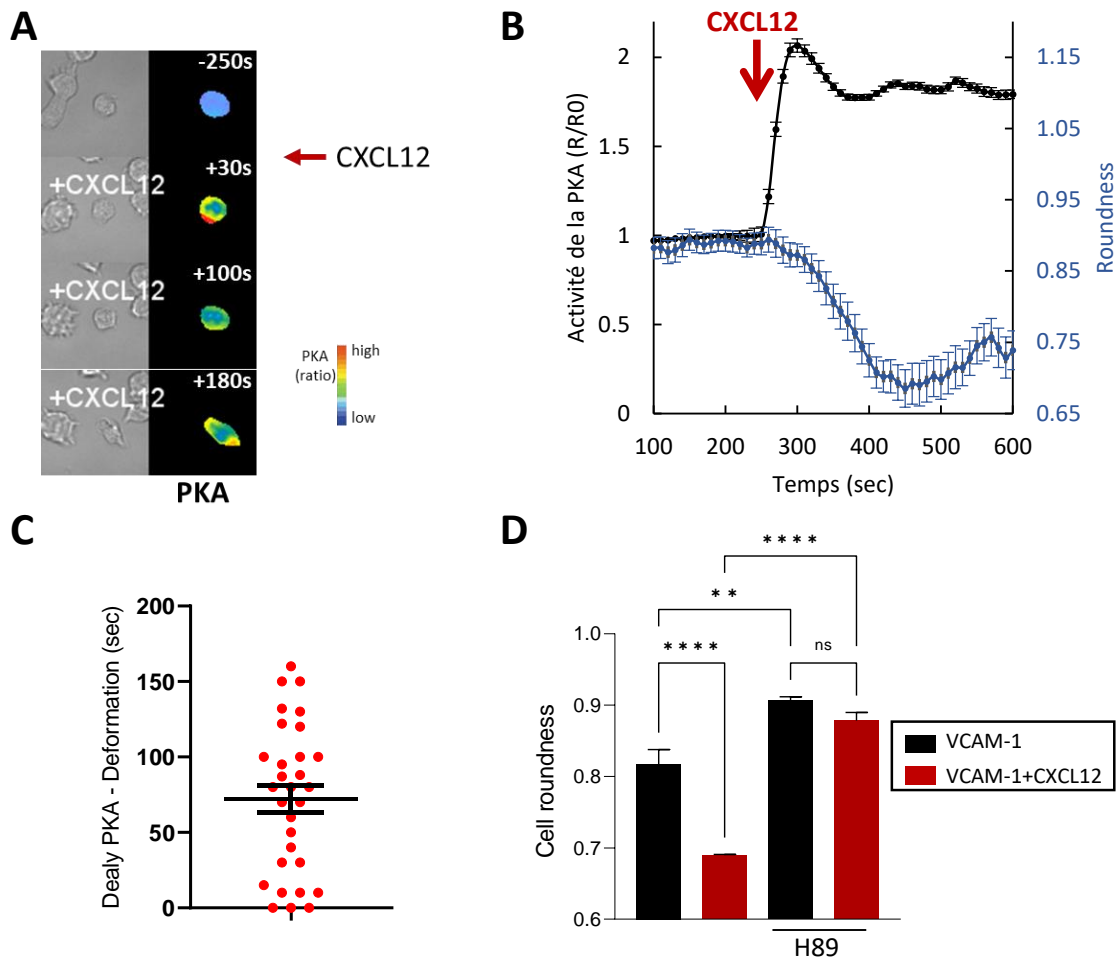 A
-250s
CXCL12
+30s
+CXCL12
+100s
+CXCL12
+180s
+CXCL12
PKA
PKA
(ratio)
high
low
B
CXCL12
Activité de la PKA (R/R0)
2
1.5
1
0.5
0
1.15
1.05
0.95
0.85
0.75
0.65
Roundness
100
200
300
400
500
600
Temps (sec)
C
Dealy PKA - Deformation (sec)
200
150
100
50
0
D
****
**
****
ns
Cell roundness
1.0
0.9
0.8
0.7
0.6
H89
VCAM-1
VCAM-1+CXCL12